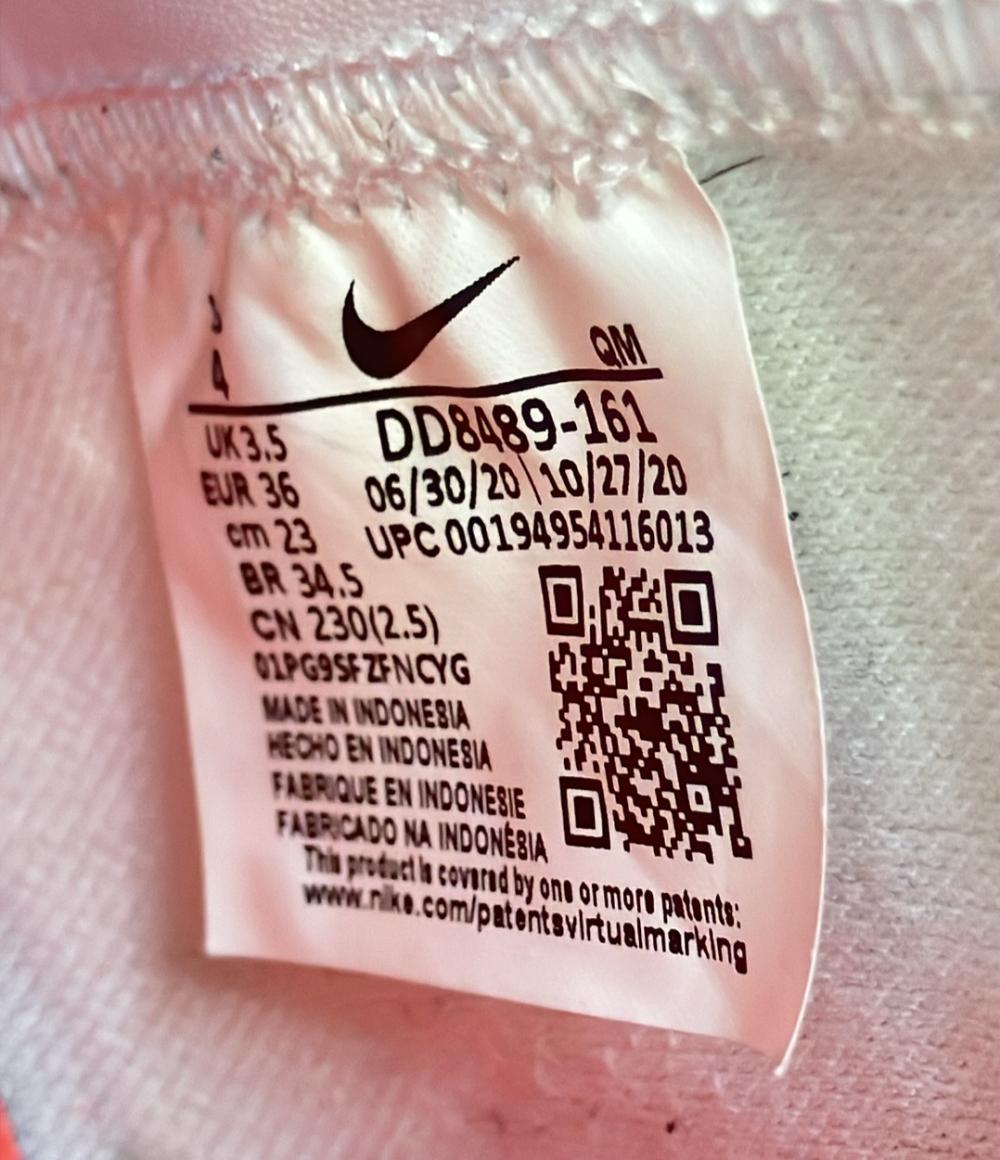 4 QM
UK 3.5 DD8489-161
EUR 36 06/30/20\10/27/20
cm 23 UPC 00194954116013
BR 34.5
CN 230(2.5)
01PG9SFZFNCYG
MADE IN INDONESIA
HECHO EN INDONESIA
FABRIQUE EN INDONESIE
FABRICADO NA INDONÉSIA
This product is covered by one or more patents:
www.nike.com/patentsvirtualmarking